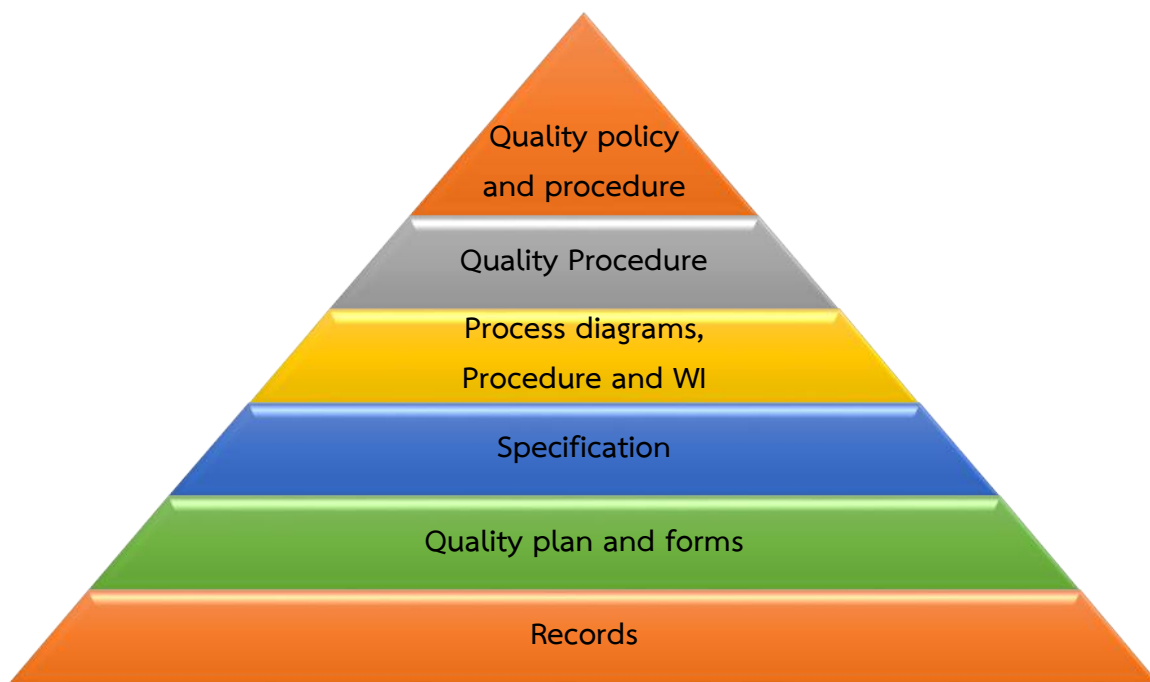 Quality policy
and procedure
Quality Procedure
Process diagrams,
Procedure and WI
Specification
Quality plan and forms
Records